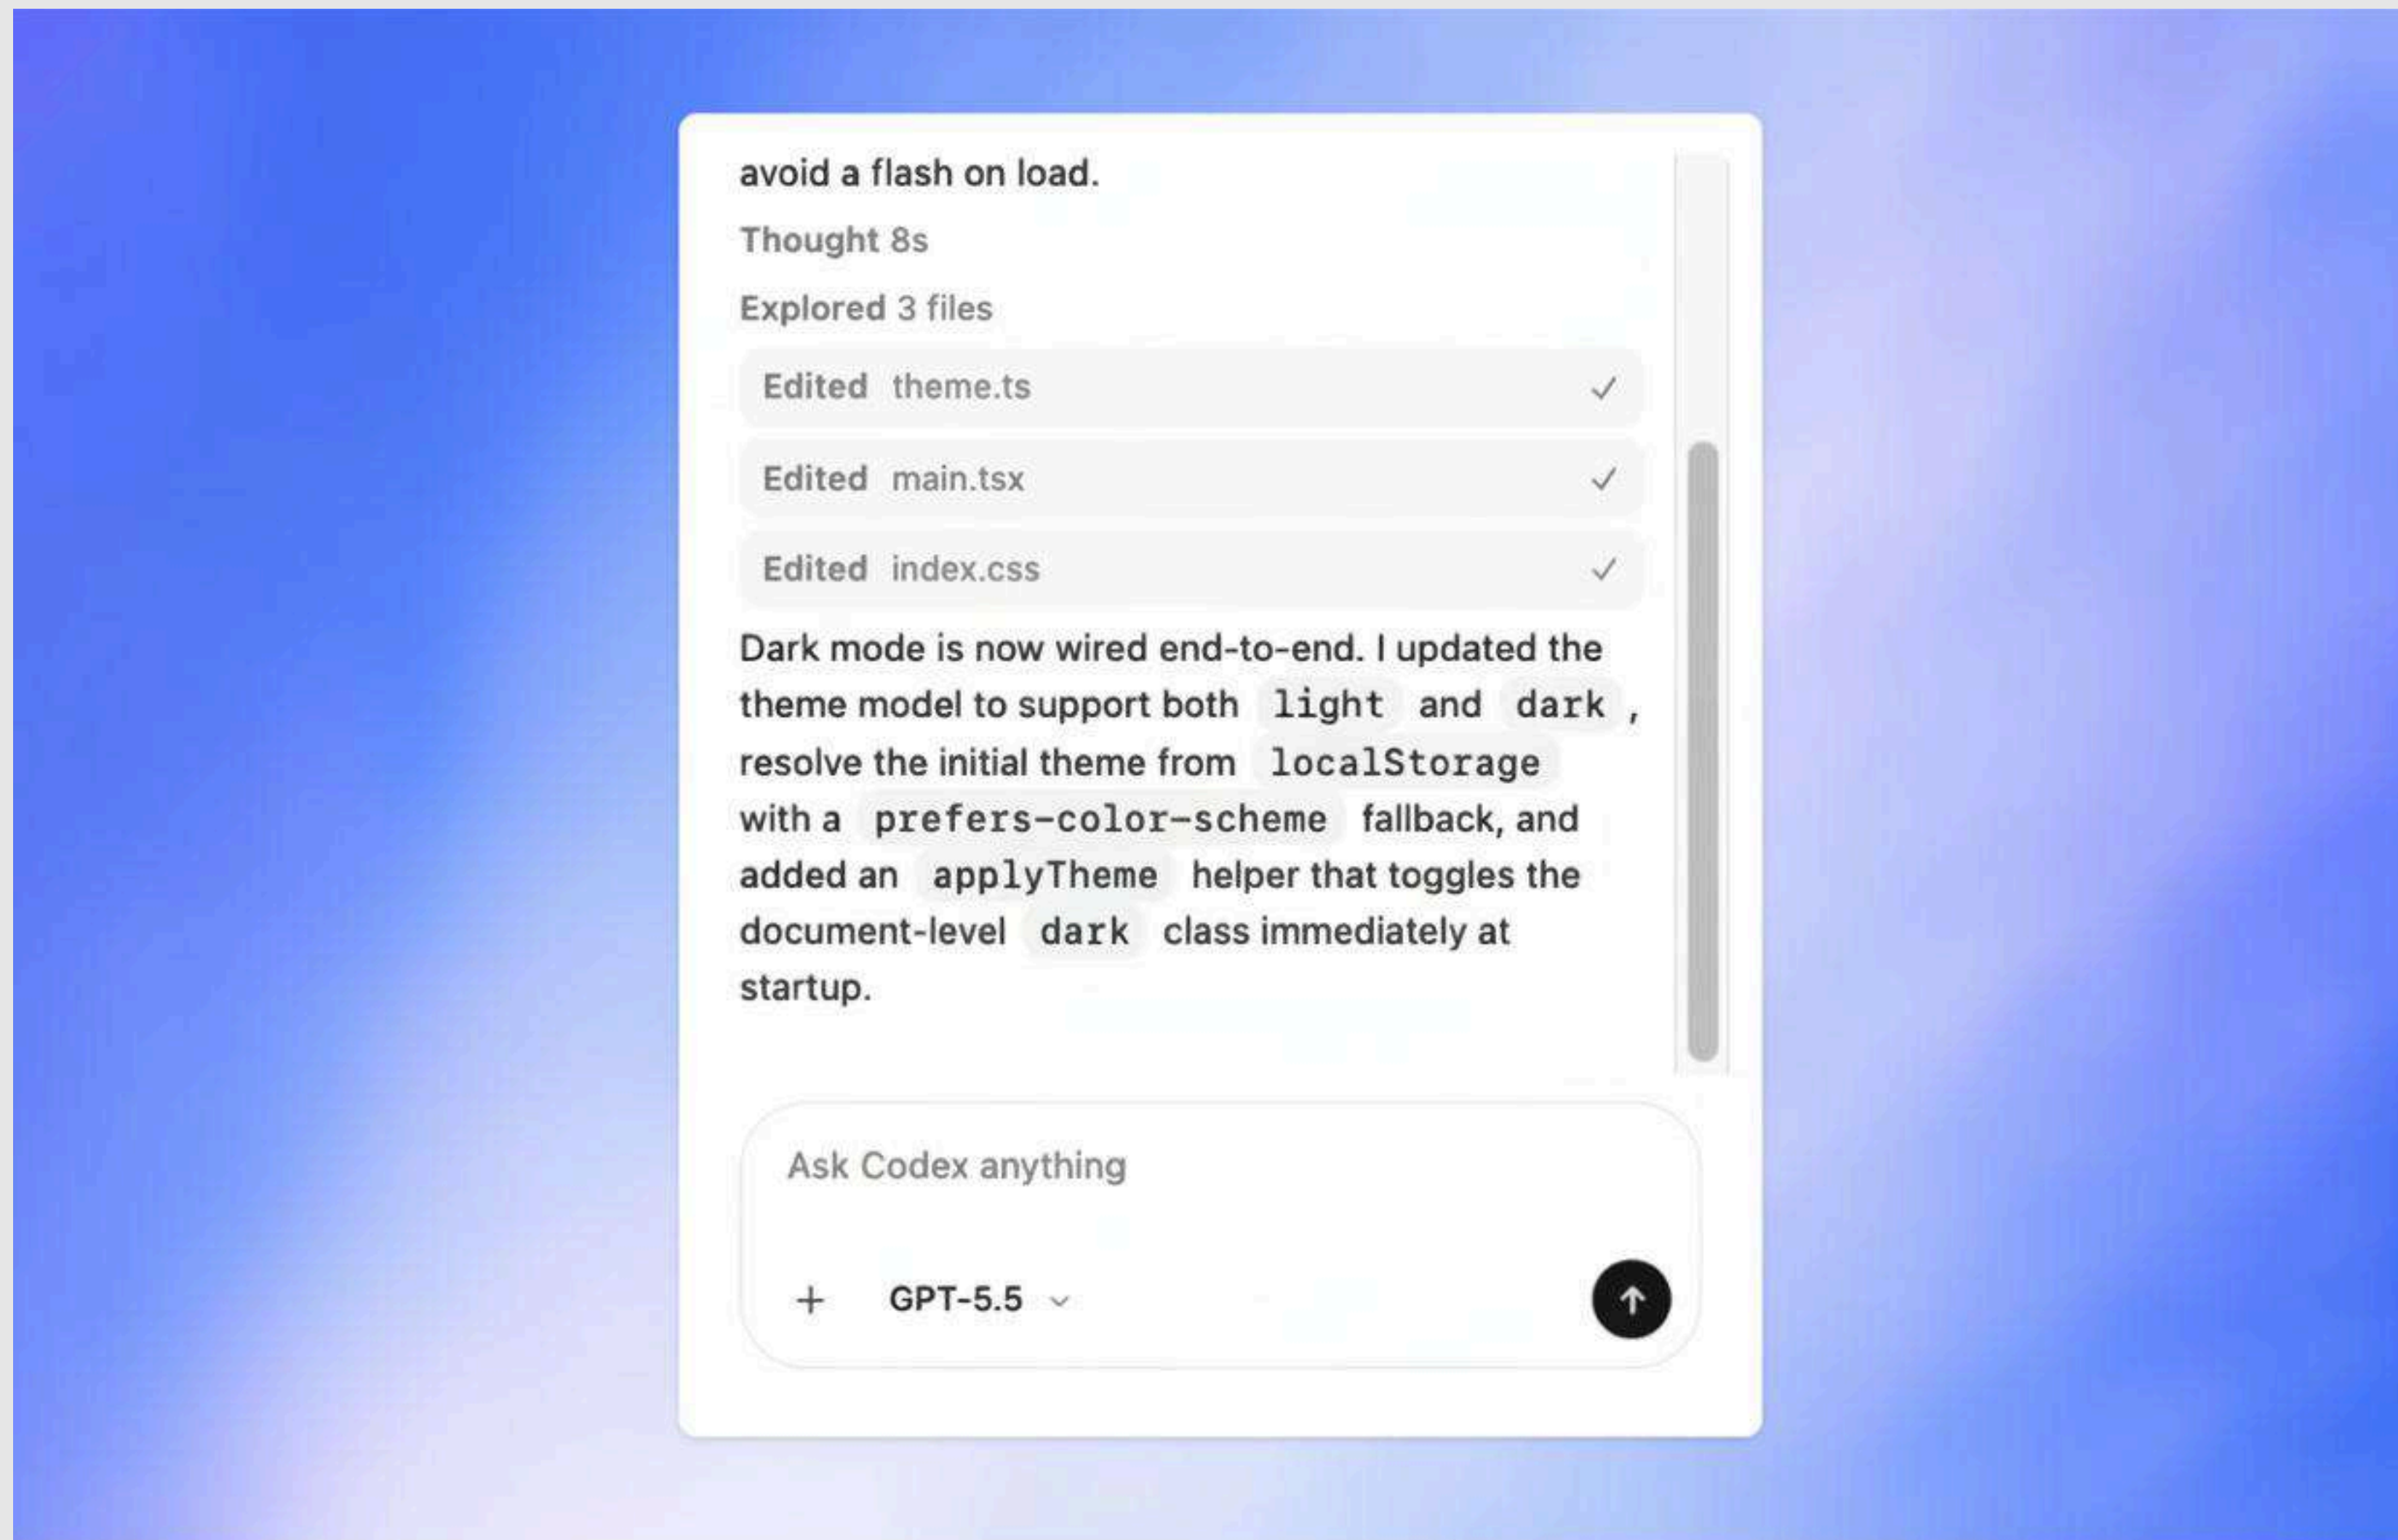 avoid a flash on load.
Thought 8s
Explored 3 files
Edited theme.ts
Edited main.tsx
Edited index.css
Dark mode is now wired end-to-end. I updated the
theme model to support both light and dark ,
resolve the initial theme from localStorage
with a prefers-color-scheme fallback, and
added an applyTheme helper that toggles the
document-level dark class immediately at
startup.
Ask Codex anything
GPT-5.5